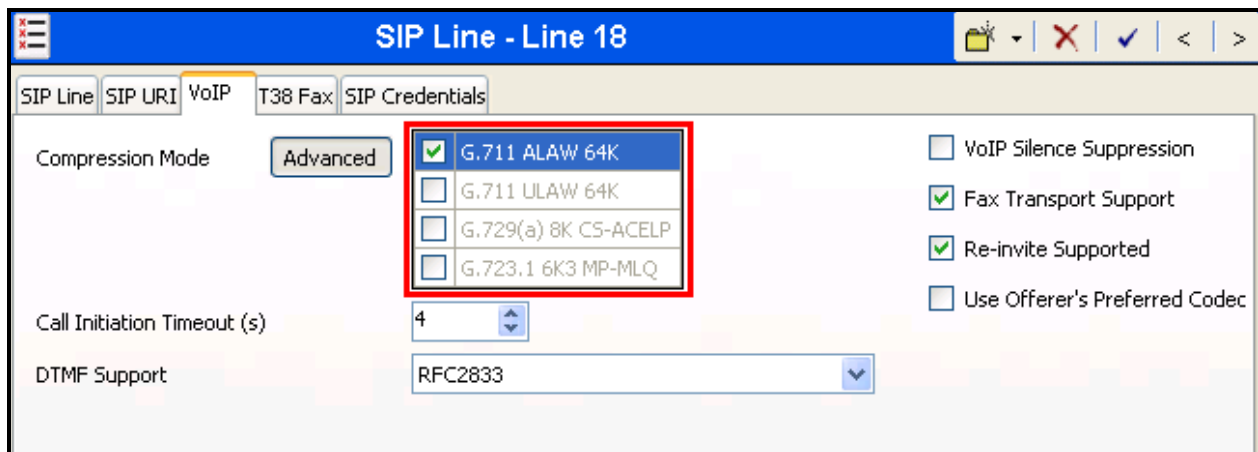 SIP Line - Line 18
SIP Line SIP URI VoIP T38 Fax SIP Credentials
Compression Mode Advanced
G.711 ALAW 64K
G.711 ULAW 64K
G.729(a) 8K CS-ACELP
G.723.1 6K3 MP-MLQ
VoIP Silence Suppression
Fax Transport Support
Re-invite Supported
Use Offerer's Preferred Codec
Call Initiation Timeout (s) 4
DTMF Support RFC2833